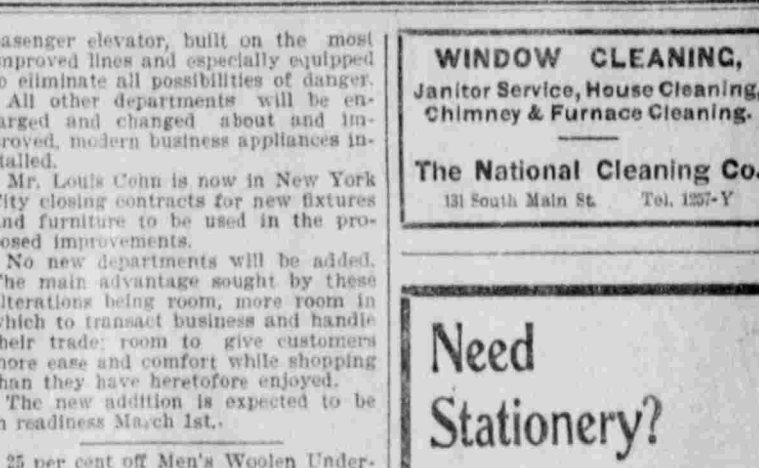 asenger elevator, built on the most
mproved lines and especially equipped
o eliminate all possibilities of danger.
All other departments will be en-
arged and changed about and im-
roved, modern business appliances in-
talled.
Mr. Louis Cohn is now in New York
ity closing contracts for new fixtures
nd furniture to be used in the pro-
osed improvements.
No new departments will be added.
he main advantage sought by these
lterations being room, more room in
hich to transact business and handle
heir trade; room to give customers
nore ease and comfort while shopping
han they have heretofore enjoyed.
The new addition is expected to be
n readiness March 1st.
25 per cent off Men's Woolen Under-
WINDOW CLEANING,
Janitor Service, House Cleaning,
Chimney & Furnace Cleaning.
The National Cleaning Co.
131 South Main St. Tel. 1257-Y
Need
Stationery?